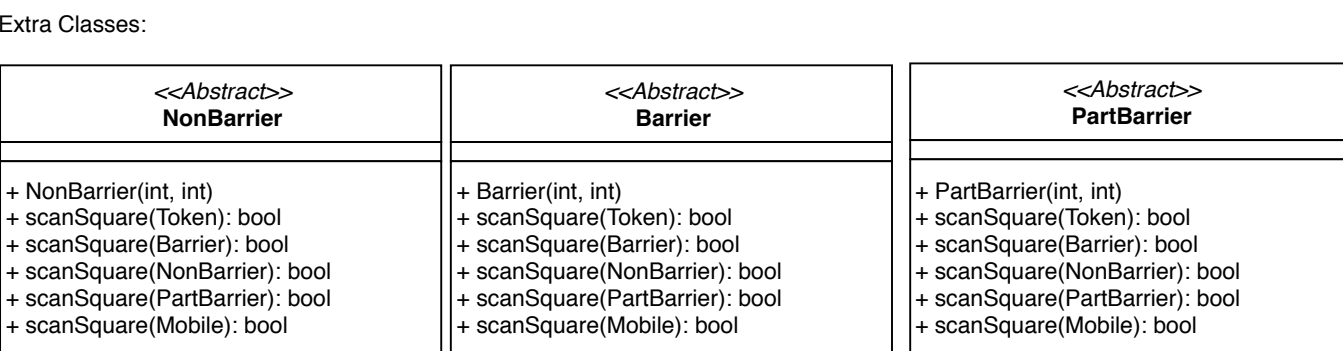 Extra Classes:
<<Abstract>>
NonBarrier
+ NonBarrier(int, int)
+ scanSquare(Token): bool
+ scanSquare(Barrier): bool
+ scanSquare(NonBarrier): bool
+ scanSquare(PartBarrier): bool
+ scanSquare(Mobile): bool
<<Abstract>>
Barrier
+ Barrier(int, int)
+ scanSquare(Token): bool
+ scanSquare(Barrier): bool
+ scanSquare(NonBarrier): bool
+ scanSquare(PartBarrier): bool
+ scanSquare(Mobile): bool
<<Abstract>>
PartBarrier
+ PartBarrier(int, int)
+ scanSquare(Token): bool
+ scanSquare(Barrier): bool
+ scanSquare(NonBarrier): bool
+ scanSquare(PartBarrier): bool
+ scanSquare(Mobile): bool